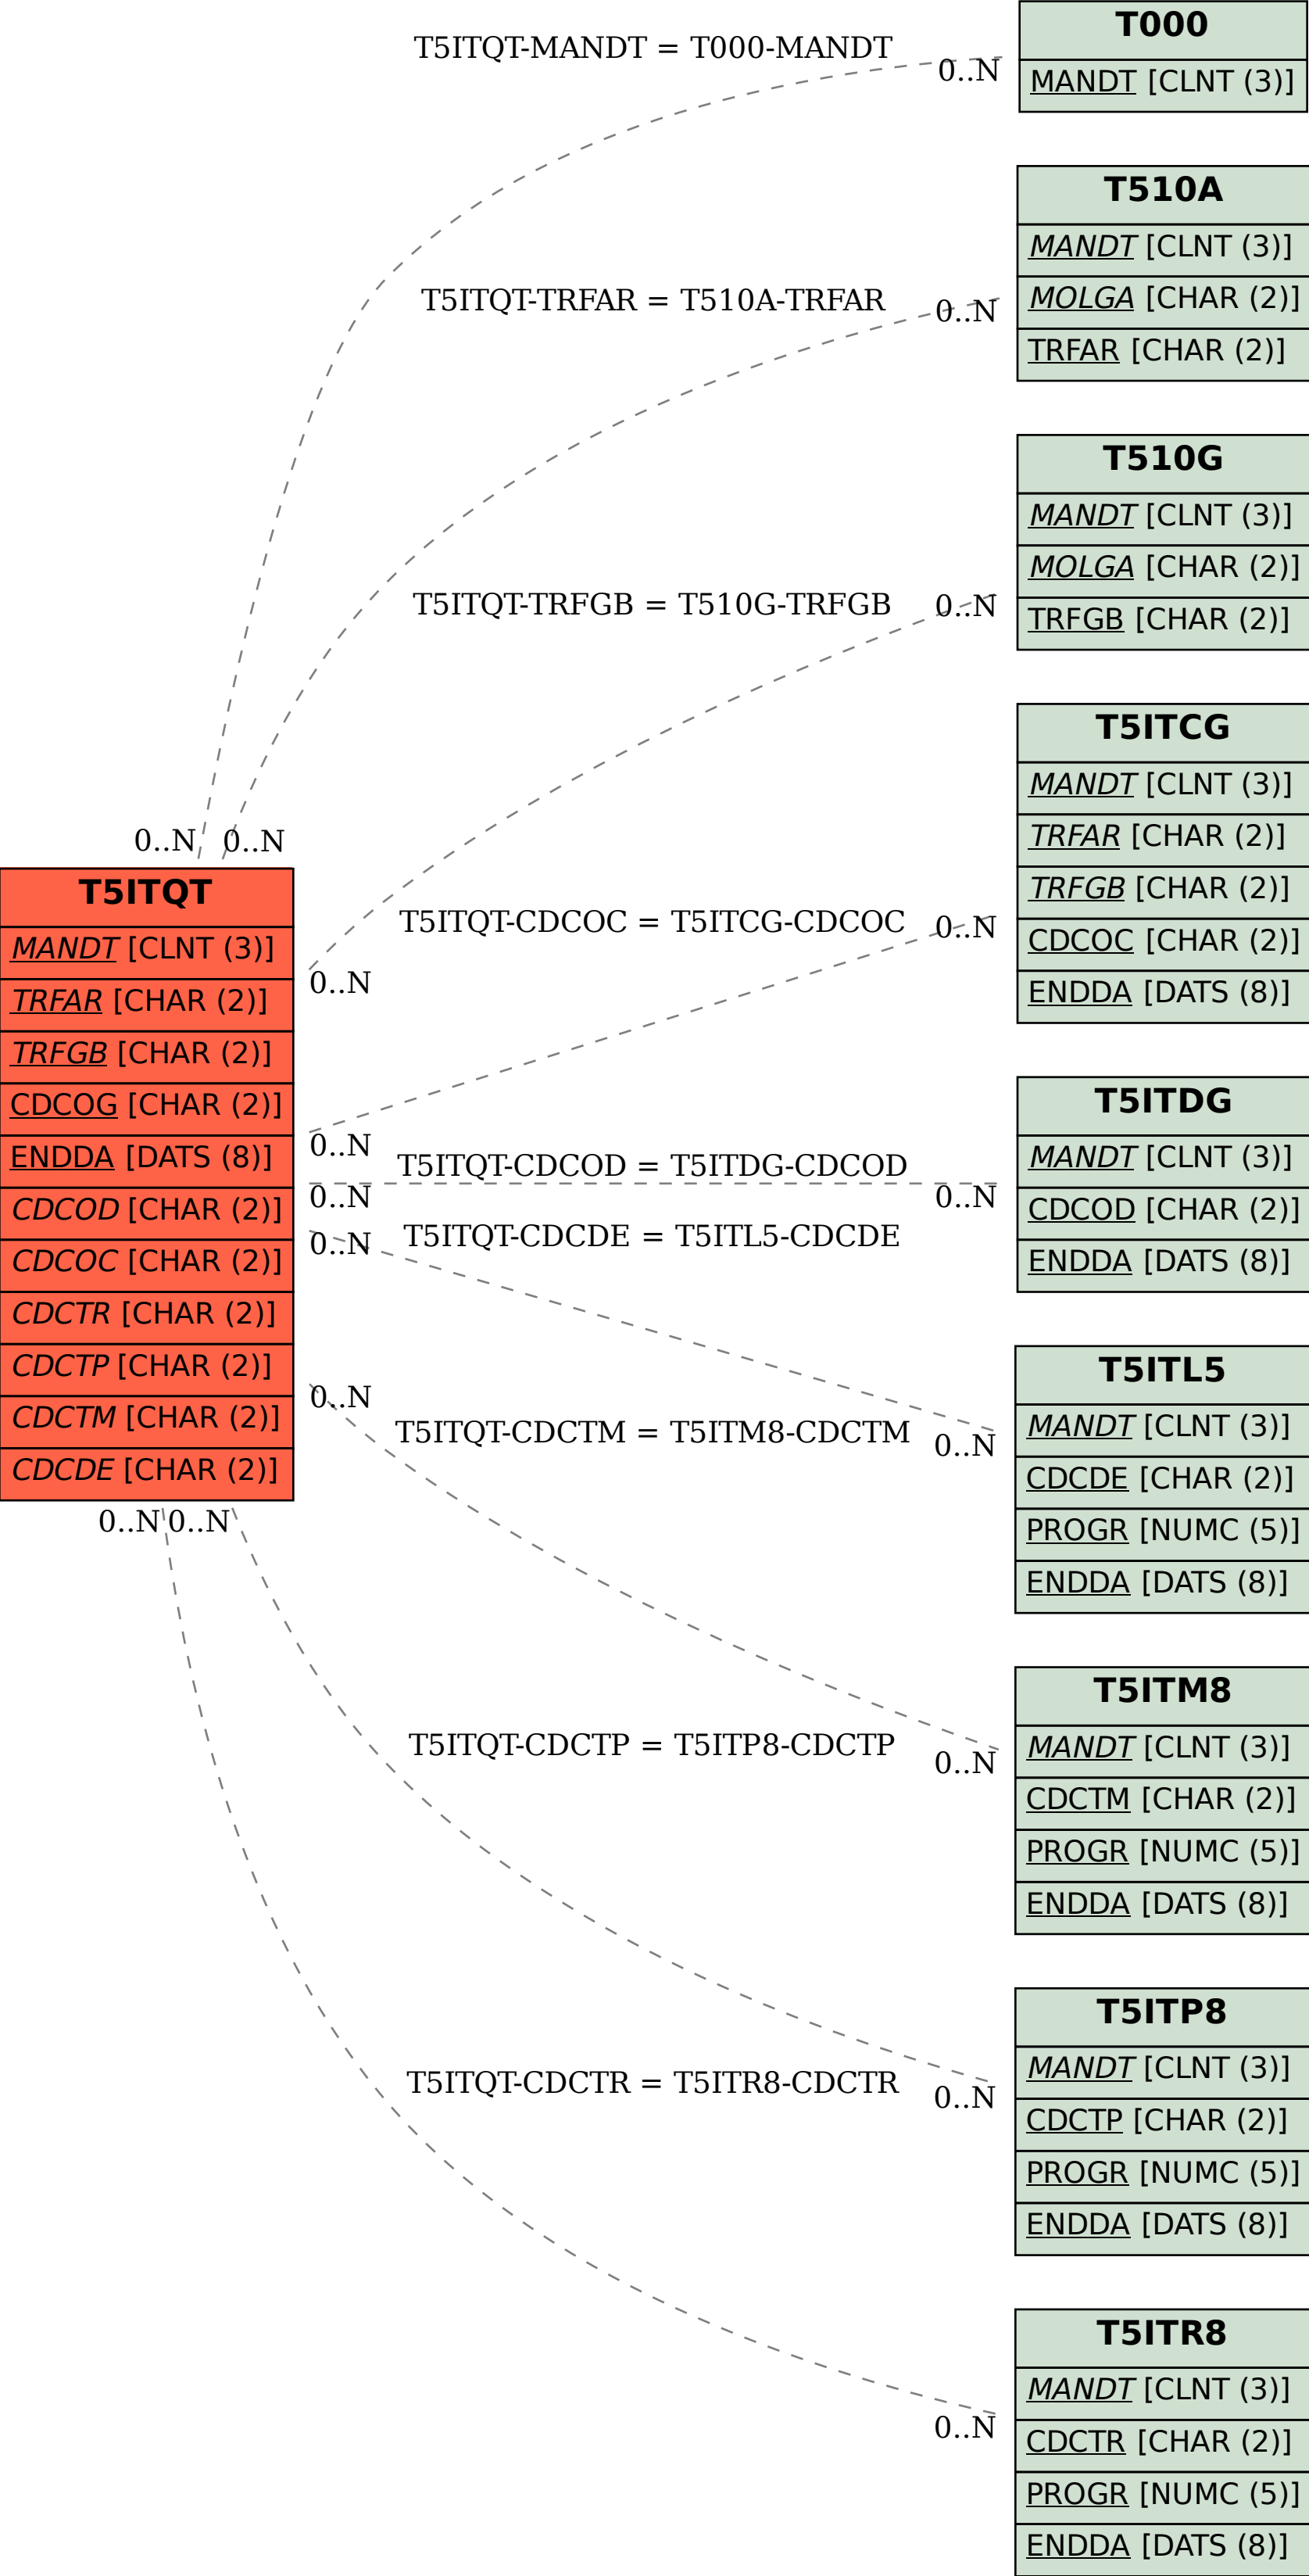 T000
MANDT [CLNT (3)]
T5ITQT-MANDT = T000-MANDT
0..N
T510A
MANDT [CLNT (3)]
MOLGA [CHAR (2)]
TRFAR [CHAR (2)]
T5ITQT-TRFAR = T510A-TRFAR
0..N
T510G
MANDT [CLNT (3)]
MOLGA [CHAR (2)]
TRFGB [CHAR (2)]
T5ITQT-TRFGB = T510G-TRFGB
0..N
T5ITCG
MANDT [CLNT (3)]
TRFAR [CHAR (2)]
TRFGB [CHAR (2)]
CDCOC [CHAR (2)]
ENDDA [DATS (8)]
0..N
0..N
T5ITQT
MANDT [CLNT (3)]
TRFAR [CHAR (2)]
TRFGB [CHAR (2)]
CDCOG [CHAR (2)]
ENDDA [DATS (8)]
CDCOD [CHAR (2)]
CDCOC [CHAR (2)]
CDCTR [CHAR (2)]
CDCTP [CHAR (2)]
CDCTM [CHAR (2)]
CDCDE [CHAR (2)]
T5ITQT-CDCOC = T5ITCG-CDCOC
0..N
0..N
0..N
T5ITQT-CDCOD = T5ITDG-CDCOD
0..N
0..N
T5ITDG
MANDT [CLNT (3)]
CDCOD [CHAR (2)]
ENDDA [DATS (8)]
0..N
T5ITQT-CDCDE = T5ITL5-CDCDE
T5ITL5
MANDT [CLNT (3)]
CDCDE [CHAR (2)]
PROGR [NUMC (5)]
ENDDA [DATS (8)]
0..N
T5ITQT-CDCTM = T5ITM8-CDCTM
0..N
0..N
0..N
T5ITM8
MANDT [CLNT (3)]
CDCTM [CHAR (2)]
PROGR [NUMC (5)]
ENDDA [DATS (8)]
T5ITQT-CDCTP = T5ITP8-CDCTP
0..N
T5ITP8
MANDT [CLNT (3)]
CDCTP [CHAR (2)]
PROGR [NUMC (5)]
ENDDA [DATS (8)]
T5ITQT-CDCTR = T5ITR8-CDCTR
0..N
T5ITR8
MANDT [CLNT (3)]
CDCTR [CHAR (2)]
PROGR [NUMC (5)]
ENDDA [DATS (8)]
0..N